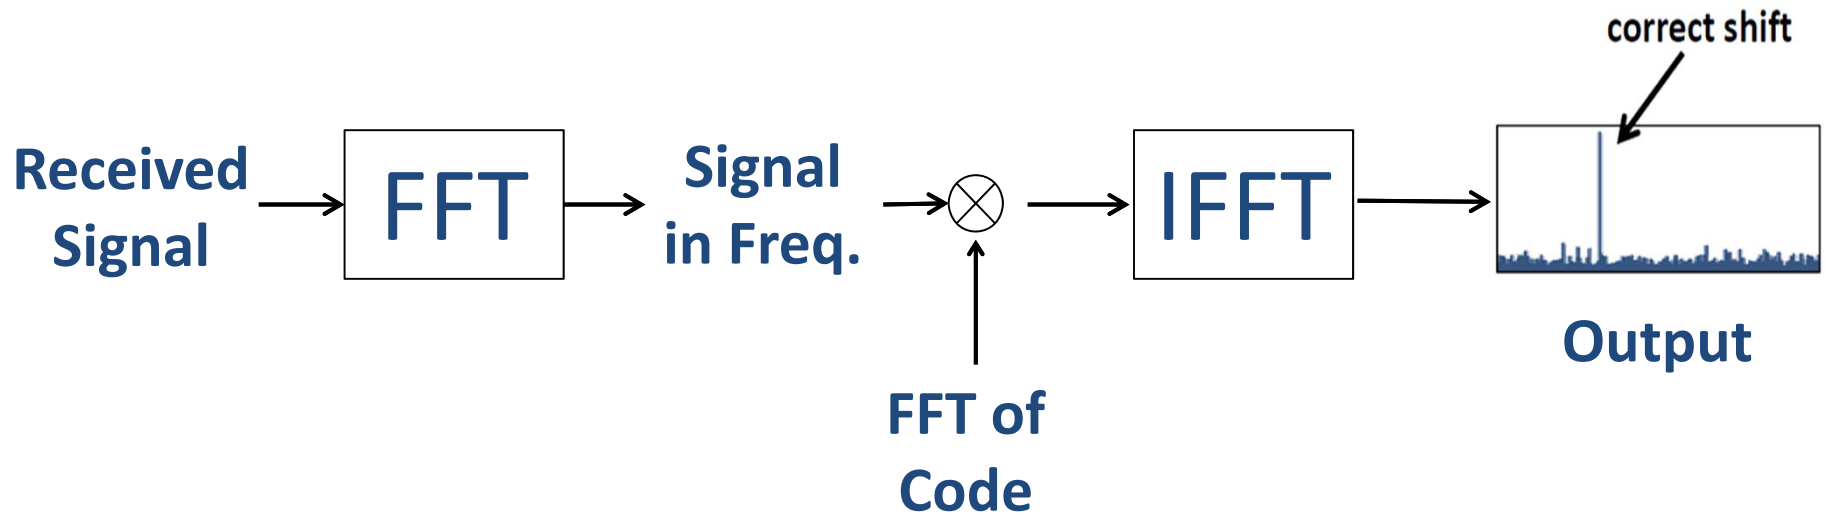 correct shift
Received
Signal
FFT
Signal
in Freq.
IFFT
Output
FFT of
Code